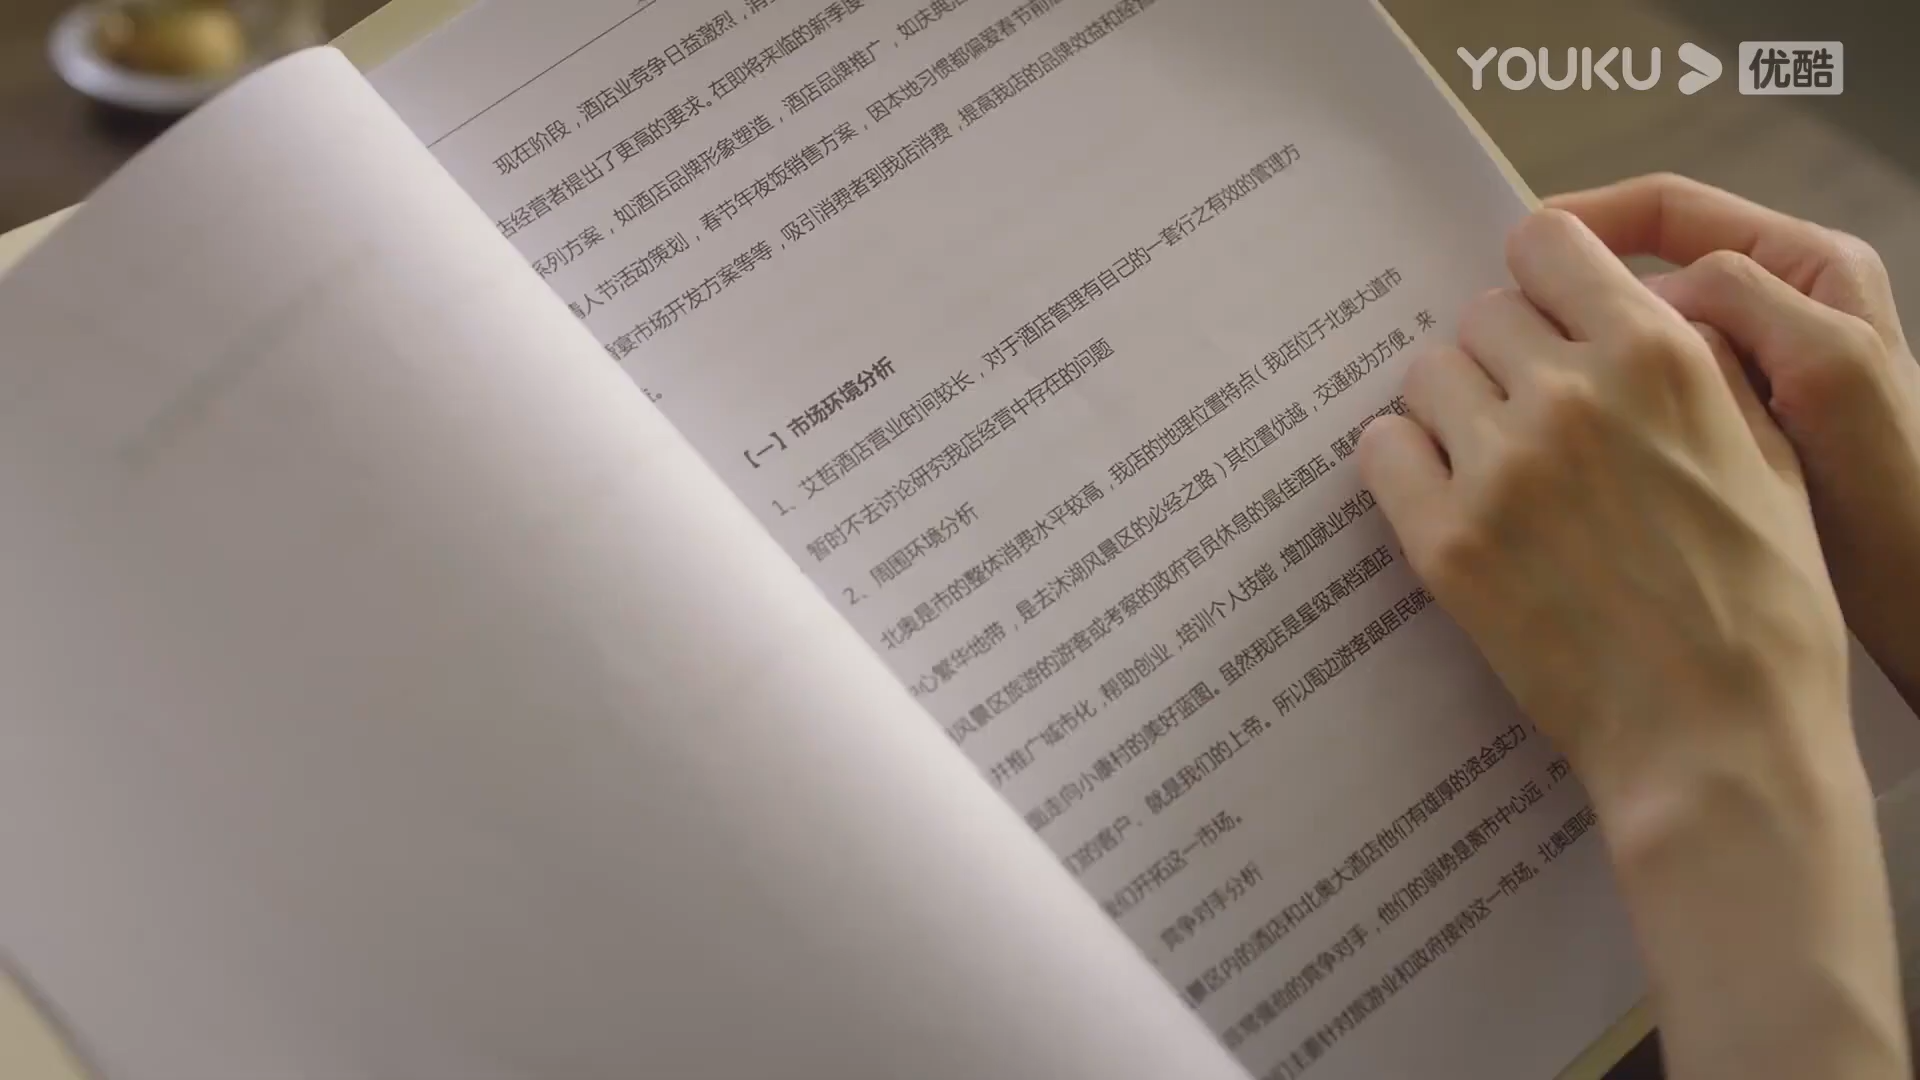 YOUKU 优酷
现在阶段，酒店业竞争日益激烈，消
店经营者提出了更高的要求。在即将来临的新季度
系列方案，如酒店品牌形象塑造，酒店品牌推广，如庆典
情人节活动策划，春节年夜饭销售方案，因本地习惯都偏爱春节前
宴市场开发方案等等，吸引消费者到我店消费，提高我店的品牌效益和经
【一】市场环境分析
1、艾哲酒店营业时间较长，对于酒店管理有自己的一套行之有效的管理方
暂时不去讨论研究我店经营中存在的问题
2、周围环境分析
北奥是市的整体消费水平较高，我店的地理位置特点（我店位于北奥大道市
中心繁华地带，是去沐湖风景区的必经之路）其位置优越，交通极为方便。来
风景区旅游的游客或考察的政府官员休息的最佳酒店。随着国家的
并推广城市化，帮助创业，培训个人技能，增加就业岗位
面走向小康村的美好蓝图。虽然我店是星级高档酒店，
们的客户，就是我们的上帝。所以周边游客跟居民就
我们开拓这一市场。
、竞争对手分析
景区内的酒店和北奥大酒店他们有雄厚的资金实力，
非常强劲的竞争对手，他们的弱势是离市中心远，市
们主要针对旅游业和政府接待这一市场。北奥国际